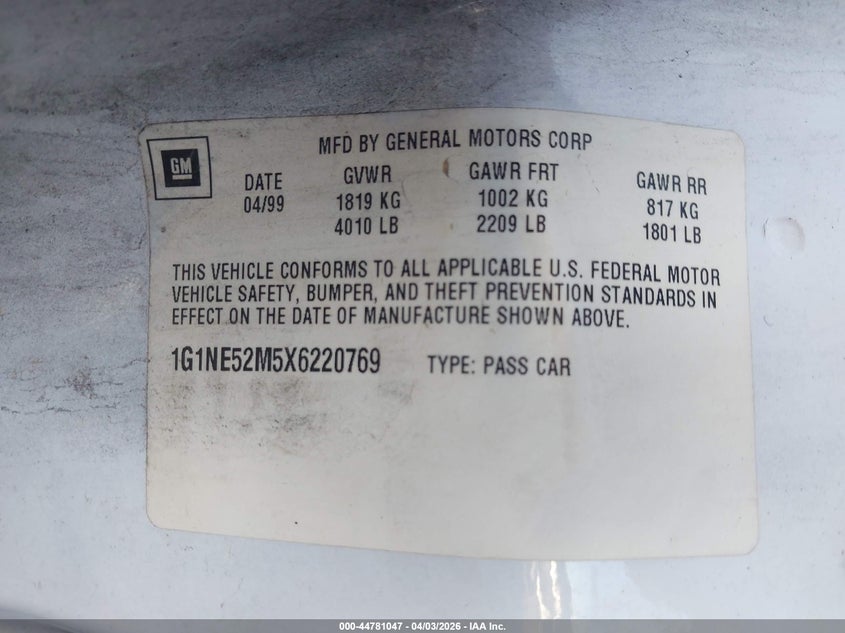 MFD BY GENERAL MOTORS CORP
GM
DATE GVWR GAWR FRT GAWR RR
04/99 1819 KG 1002 KG 817 KG
4010 LB 2209 LB 1801 LB
THIS VEHICLE CONFORMS TO ALL APPLICABLE U.S. FEDERAL MOTOR
VEHICLE SAFETY, BUMPER, AND THEFT PREVENTION STANDARDS IN
EFFECT ON THE DATE OF MANUFACTURE SHOWN ABOVE.
1G1NE52M5X6220769 TYPE: PASS CAR
000-44781047 - 04/03/2026 - IAA Inc.